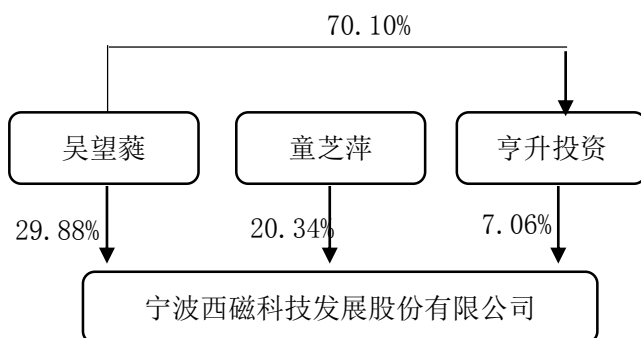 70.10%
吴望蕤
童芝萍
亨升投资
29.88%
20.34%
7.06%
宁波西磁科技发展股份有限公司